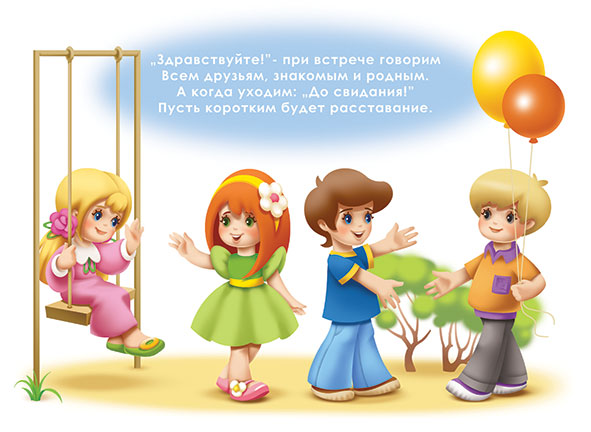 „Здравствуйте!"- при встрече говорим
Всем друзьям, знакомым и родным.
А когда уходим: „До свидания!"
Пусть коротким будет расставание.